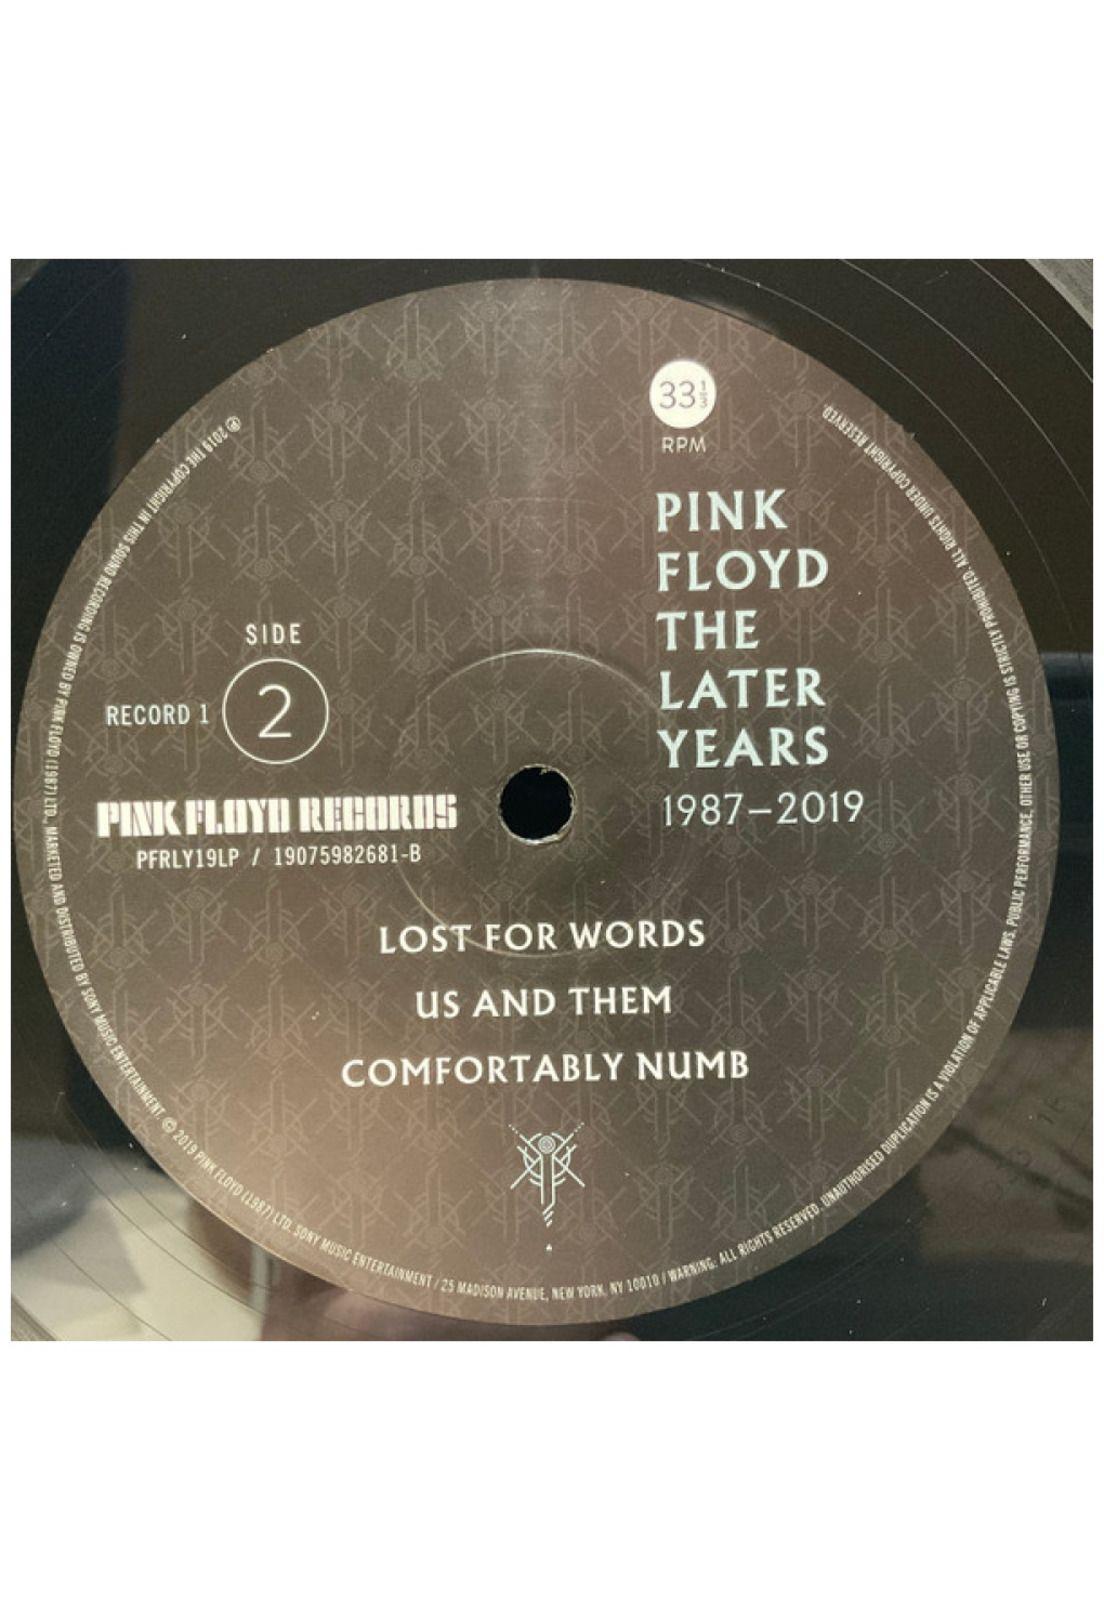 33 1/3
RPM
PINK
FLOYD
THE
LATER
YEARS
1987–2019
SIDE
2
RECORD 1
PINK FLOYD RECORDS
PFRLY19LP / 19075982681-B
LOST FOR WORDS
US AND THEM
COMFORTABLY NUMB
℗ 2019 THE COPYRIGHT IN THIS SOUND RECORDING IS OWNED BY PINK FLOYD (1987) LTD., MARKETED AND DISTRIBUTED BY SONY MUSIC ENTERTAINMENT © 2019 PINK FLOYD (1987) LTD. SONY MUSIC ENTERTAINMENT / 25 MADISON AVENUE, NEW YORK, NY 10010 / WARNING: ALL RIGHTS RESERVED. UNAUTHORISED DUPLICATION IS A VIOLATION OF APPLICABLE LAWS. PUBLIC PERFORMANCE, OTHER USE OR COPYING IS STRICTLY PROHIBITED. ALL RIGHTS UNDER COPYRIGHT RESERVED